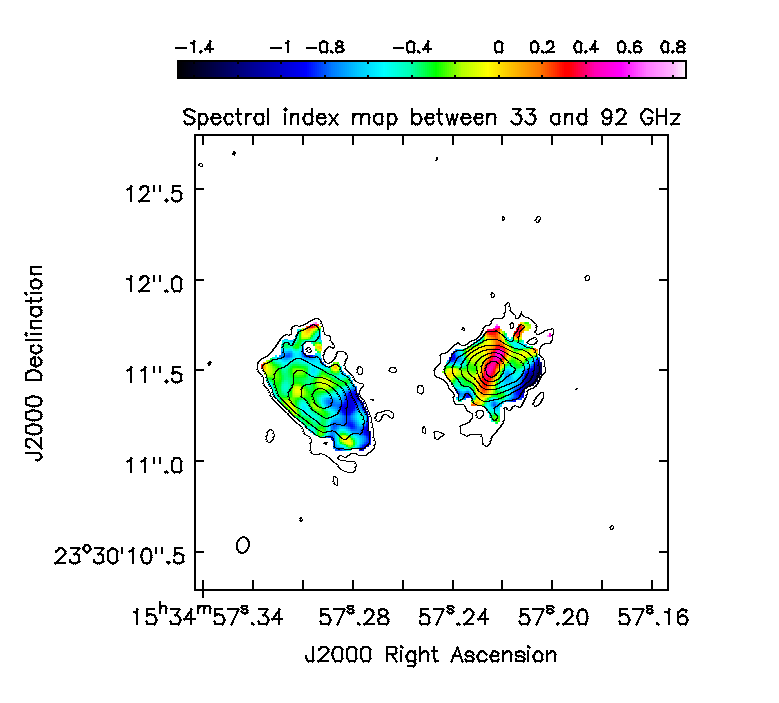 −1.4 −1 −0.8 −0.4 0 0.2 0.4 0.6 0.8
Spectral index map between 33 and 92 GHz
12".5
12".0
11".5
11".0
23°30'10".5
J2000 Declination
15ʰ34ᵐ57ˢ.34 57ˢ.28 57ˢ.24 57ˢ.20 57ˢ.16
J2000 Right Ascension